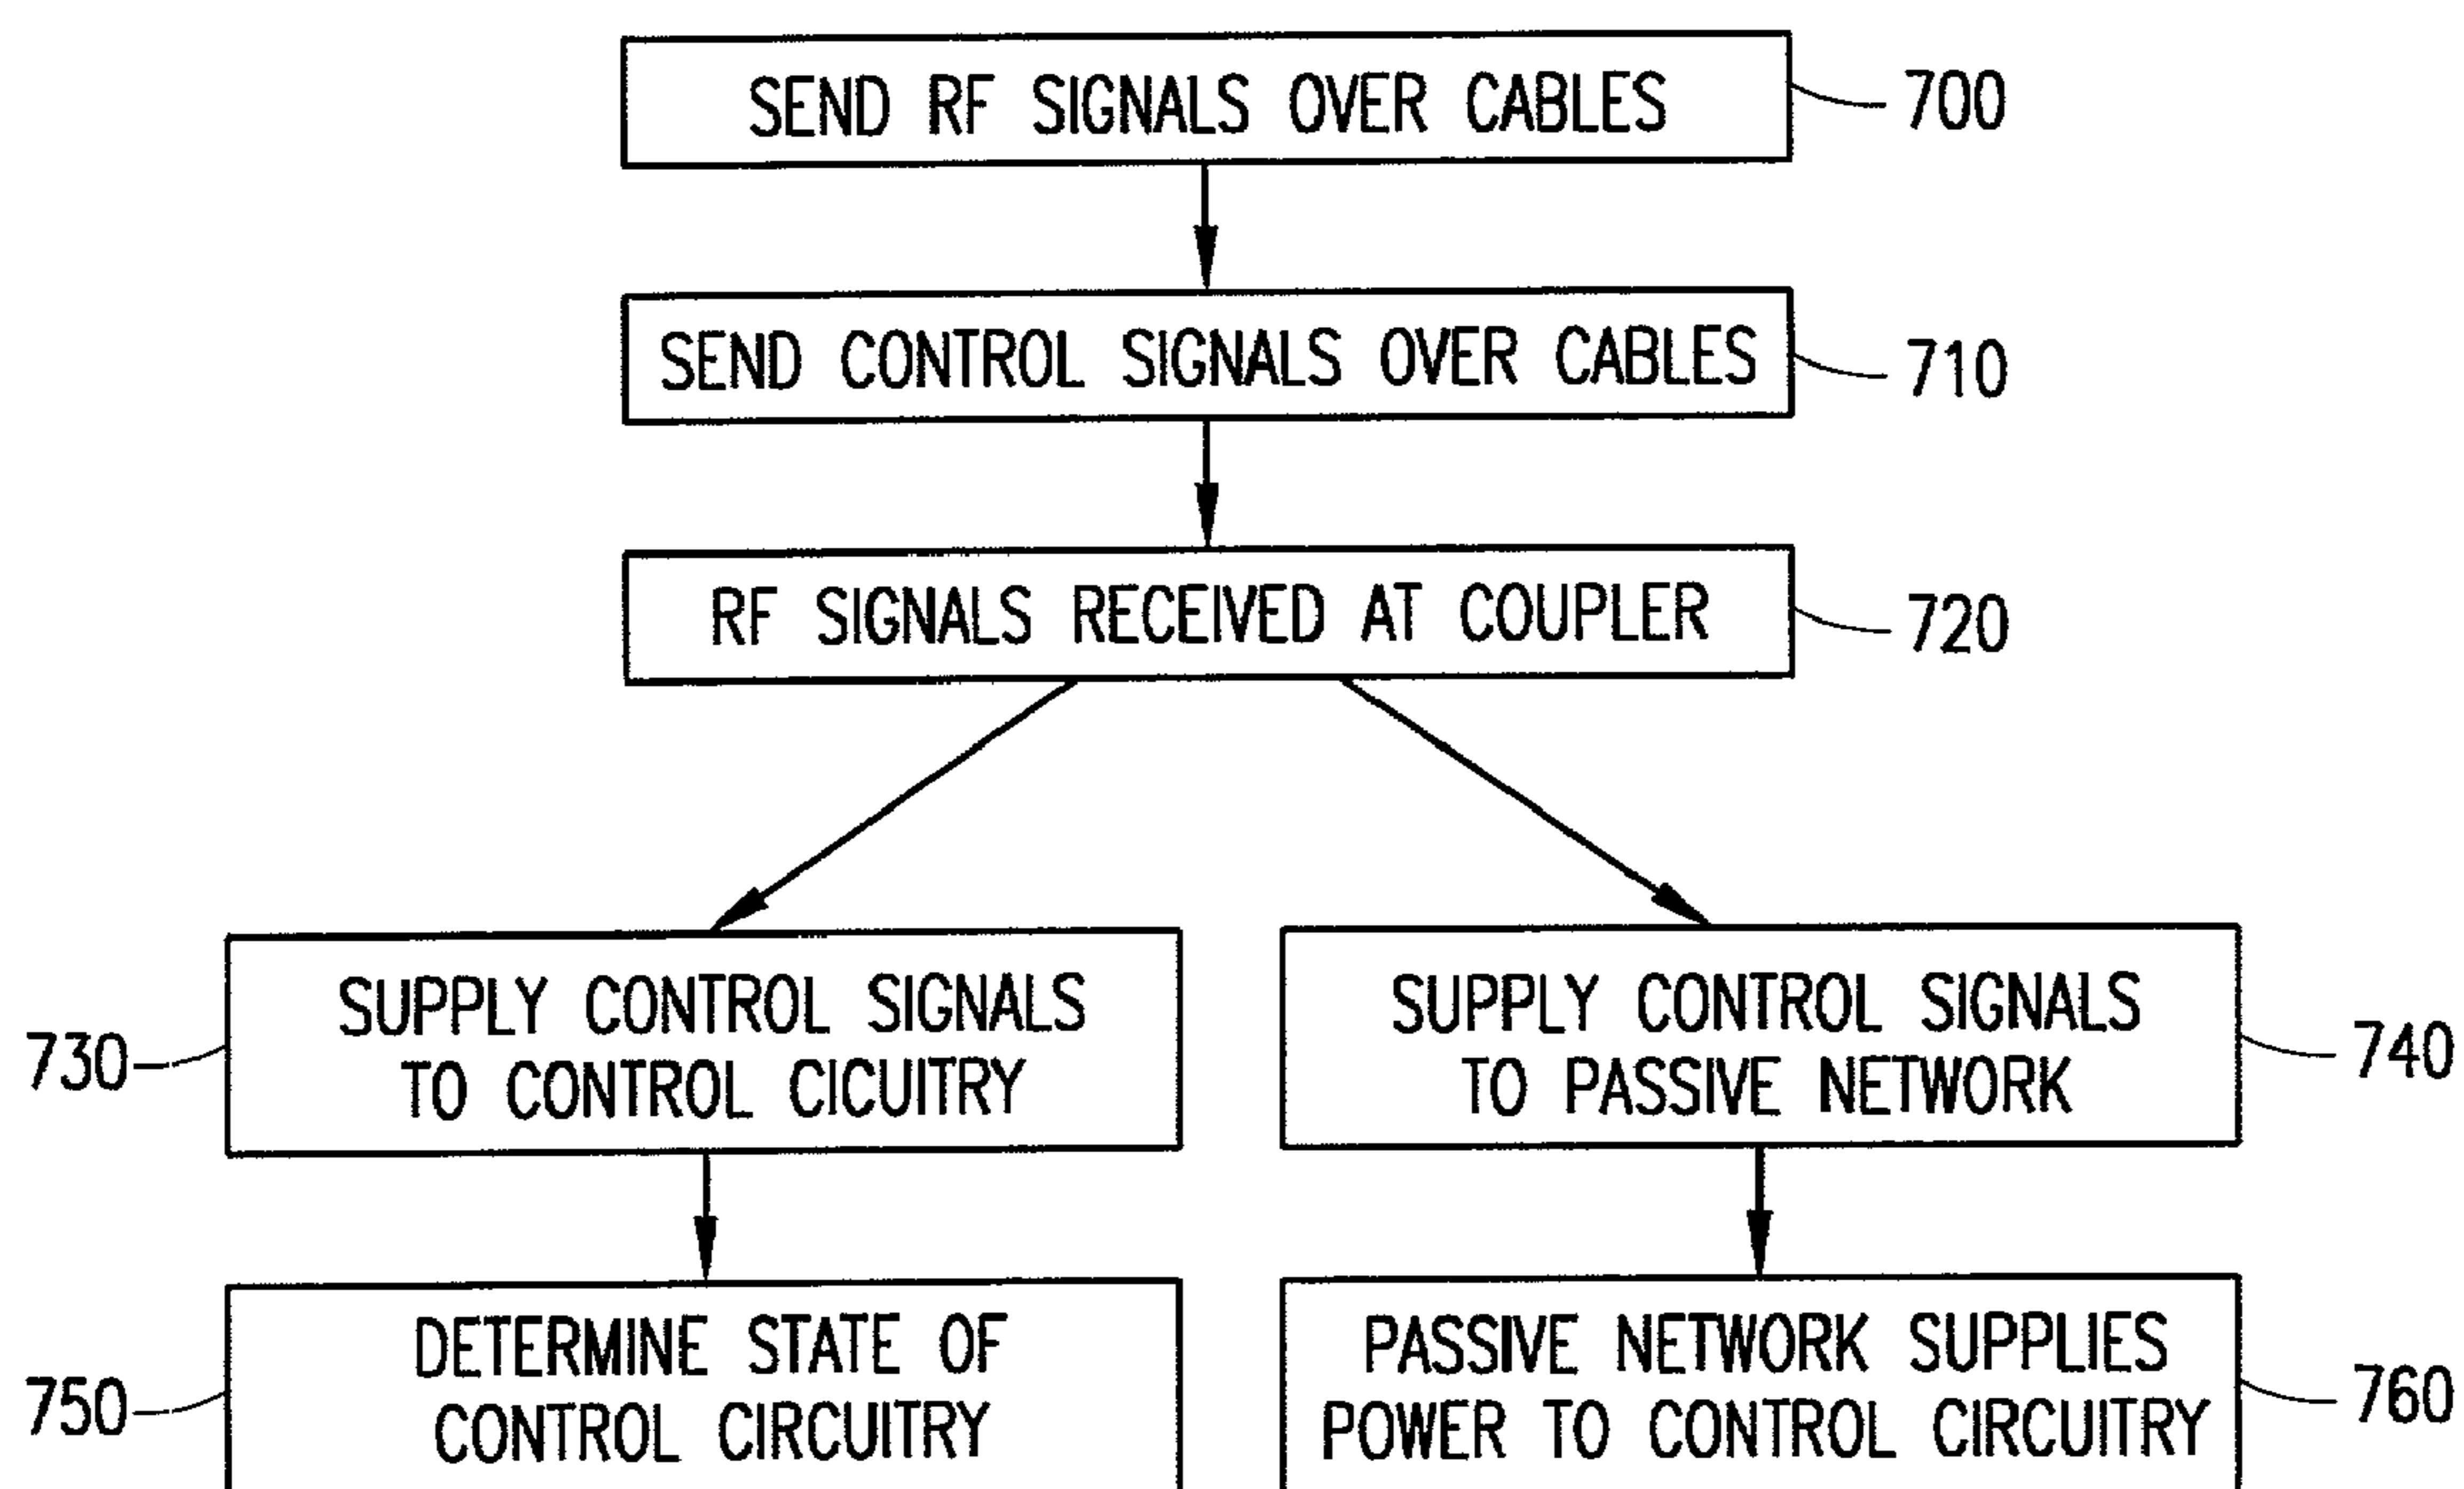 SEND RF SIGNALS OVER CABLES
700
SEND CONTROL SIGNALS OVER CABLES
710
RF SIGNALS RECEIVED AT COUPLER
720
730
SUPPLY CONTROL SIGNALS
TO CONTROL CICUITRY
SUPPLY CONTROL SIGNALS
TO PASSIVE NETWORK
740
750
DETERMINE STATE OF
CONTROL CIRCUITRY
PASSIVE NETWORK SUPPLIES
POWER TO CONTROL CIRCUITRY
760